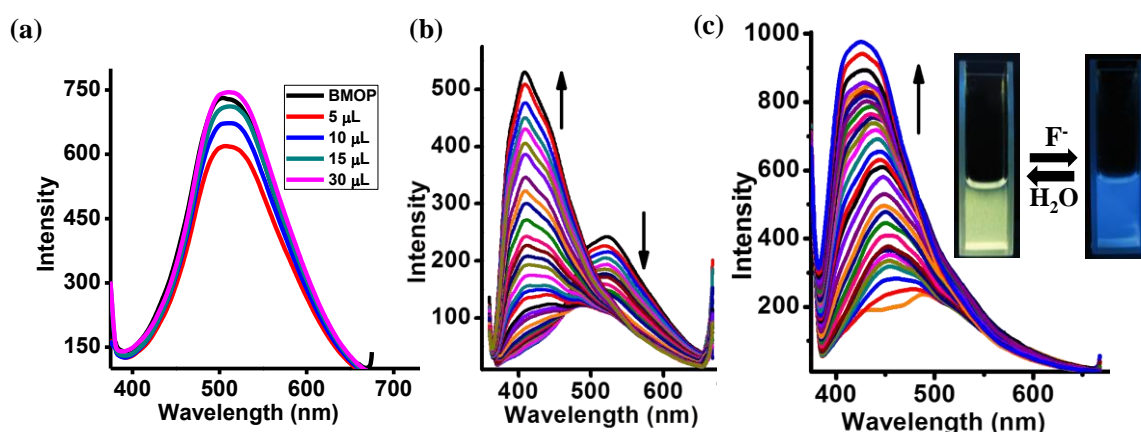 (a)
Intensity
750
600
450
300
150
400
500
600
700
Wavelength (nm)
BMOP
5 μL
10 μL
15 μL
30 μL
(b)
Intensity
500
400
300
200
100
400
500
600
Wavelength (nm)
(c)
Intensity
1000
800
600
400
200
400
500
600
Wavelength (nm)
F⁻
H₂O